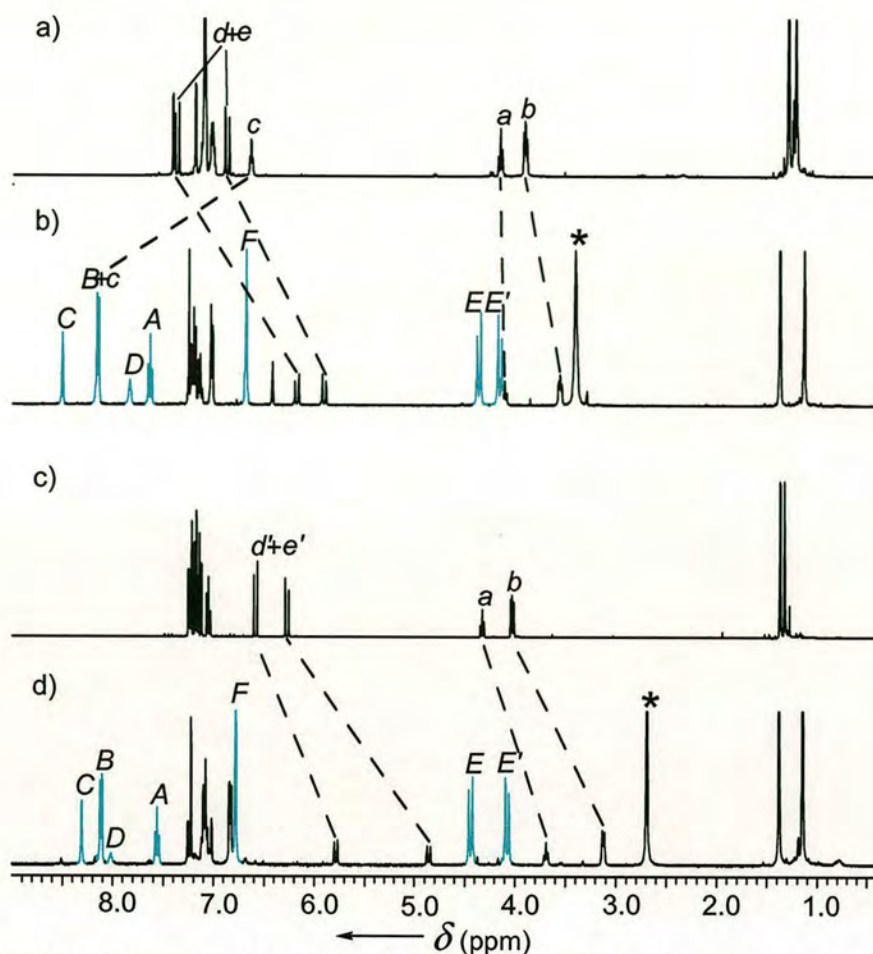 a)
d+e
c
a
b
b)
C
B+c
D
A
F
E E'
*
c)
d'+e'
a
b
d)
C
B
D
A
F
E
E'
*
8.0 7.0 6.0 5.0 4.0 3.0 2.0 1.0
← δ (ppm)